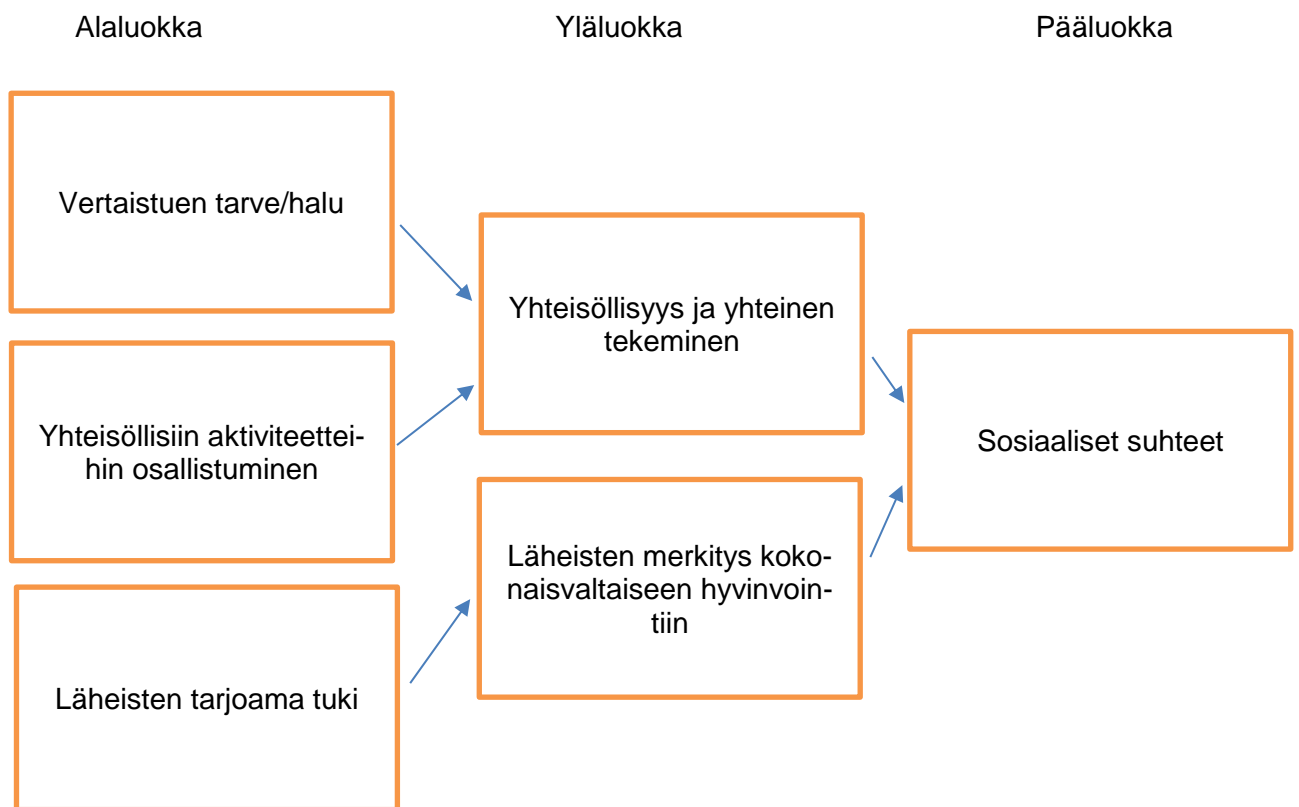 Alaluokka
Yläluokka
Pääluokka
Vertaistuen tarve/halu
Yhteisöllisiin aktiviteettei-
hin osallistuminen
Läheisten tarjoama tuki
Yhteisöllisyys ja yhteinen
tekeminen
Läheisten merkitys koko-
naisvaltaiseen hyvinvoin-
tiin
Sosiaaliset suhteet